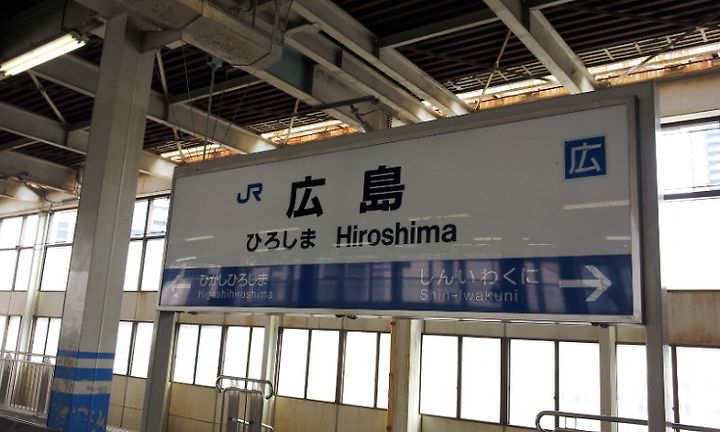 JR 広島 広
ひろしま Hiroshima
← ひがしひろしま しんいわくに →
Higashihiroshima Shin-Iwakuni